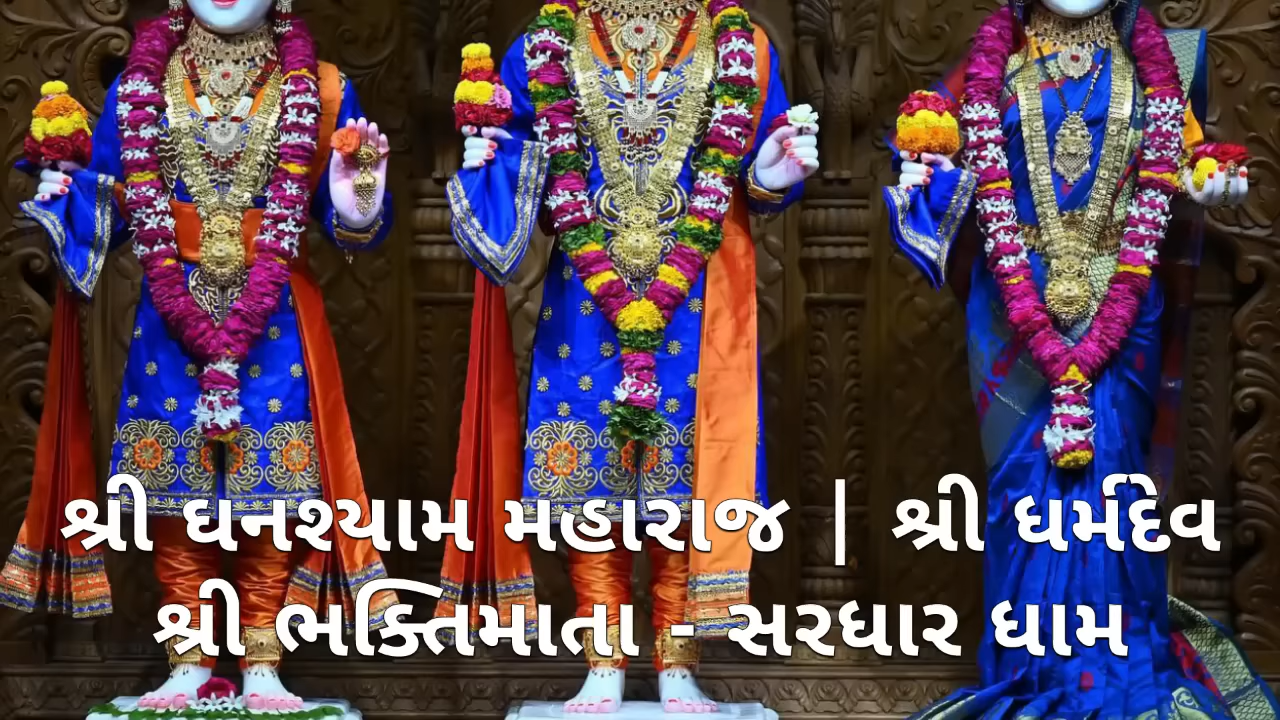 શ્રી ઘનશ્યામ મહારાજ | શ્રી ધર્મદેવ
શ્રી ભક્તિમાતા - સરધાર ધામ